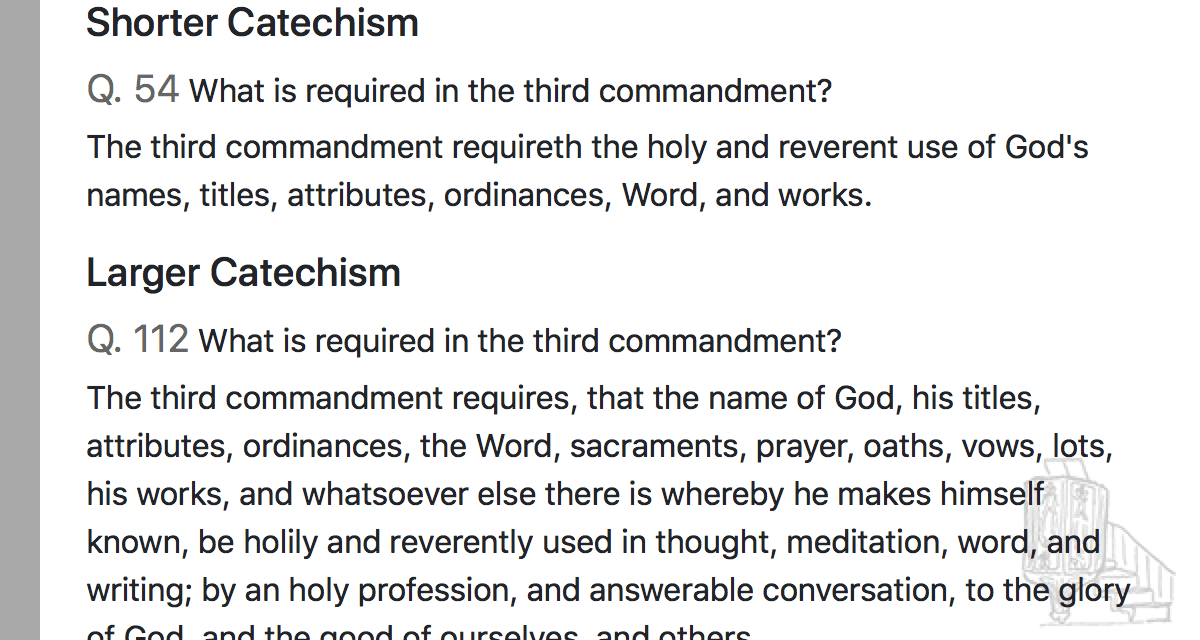 Shorter Catechism
Q. 54 What is required in the third commandment?
The third commandment requireth the holy and reverent use of God's
names, titles, attributes, ordinances, Word, and works.
Larger Catechism
Q. 112 What is required in the third commandment?
The third commandment requires, that the name of God, his titles,
attributes, ordinances, the Word, sacraments, prayer, oaths, vows, lots,
his works, and whatsoever else there is whereby he makes himself
known, be holily and reverently used in thought, meditation, word, and
writing; by an holy profession, and answerable conversation, to the glory
of God, and the good of ourselves, and others.